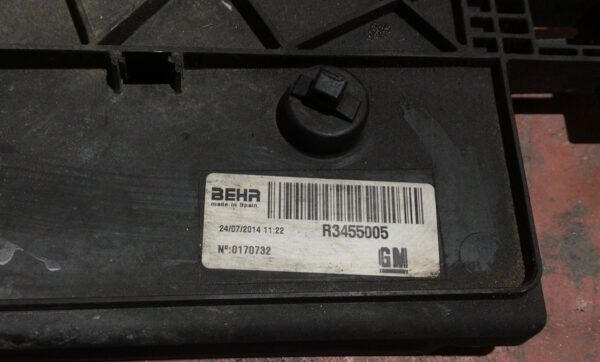 BEHR
made in Spain
24/07/2014 11:22
R3455005
Nº:0170732
GM